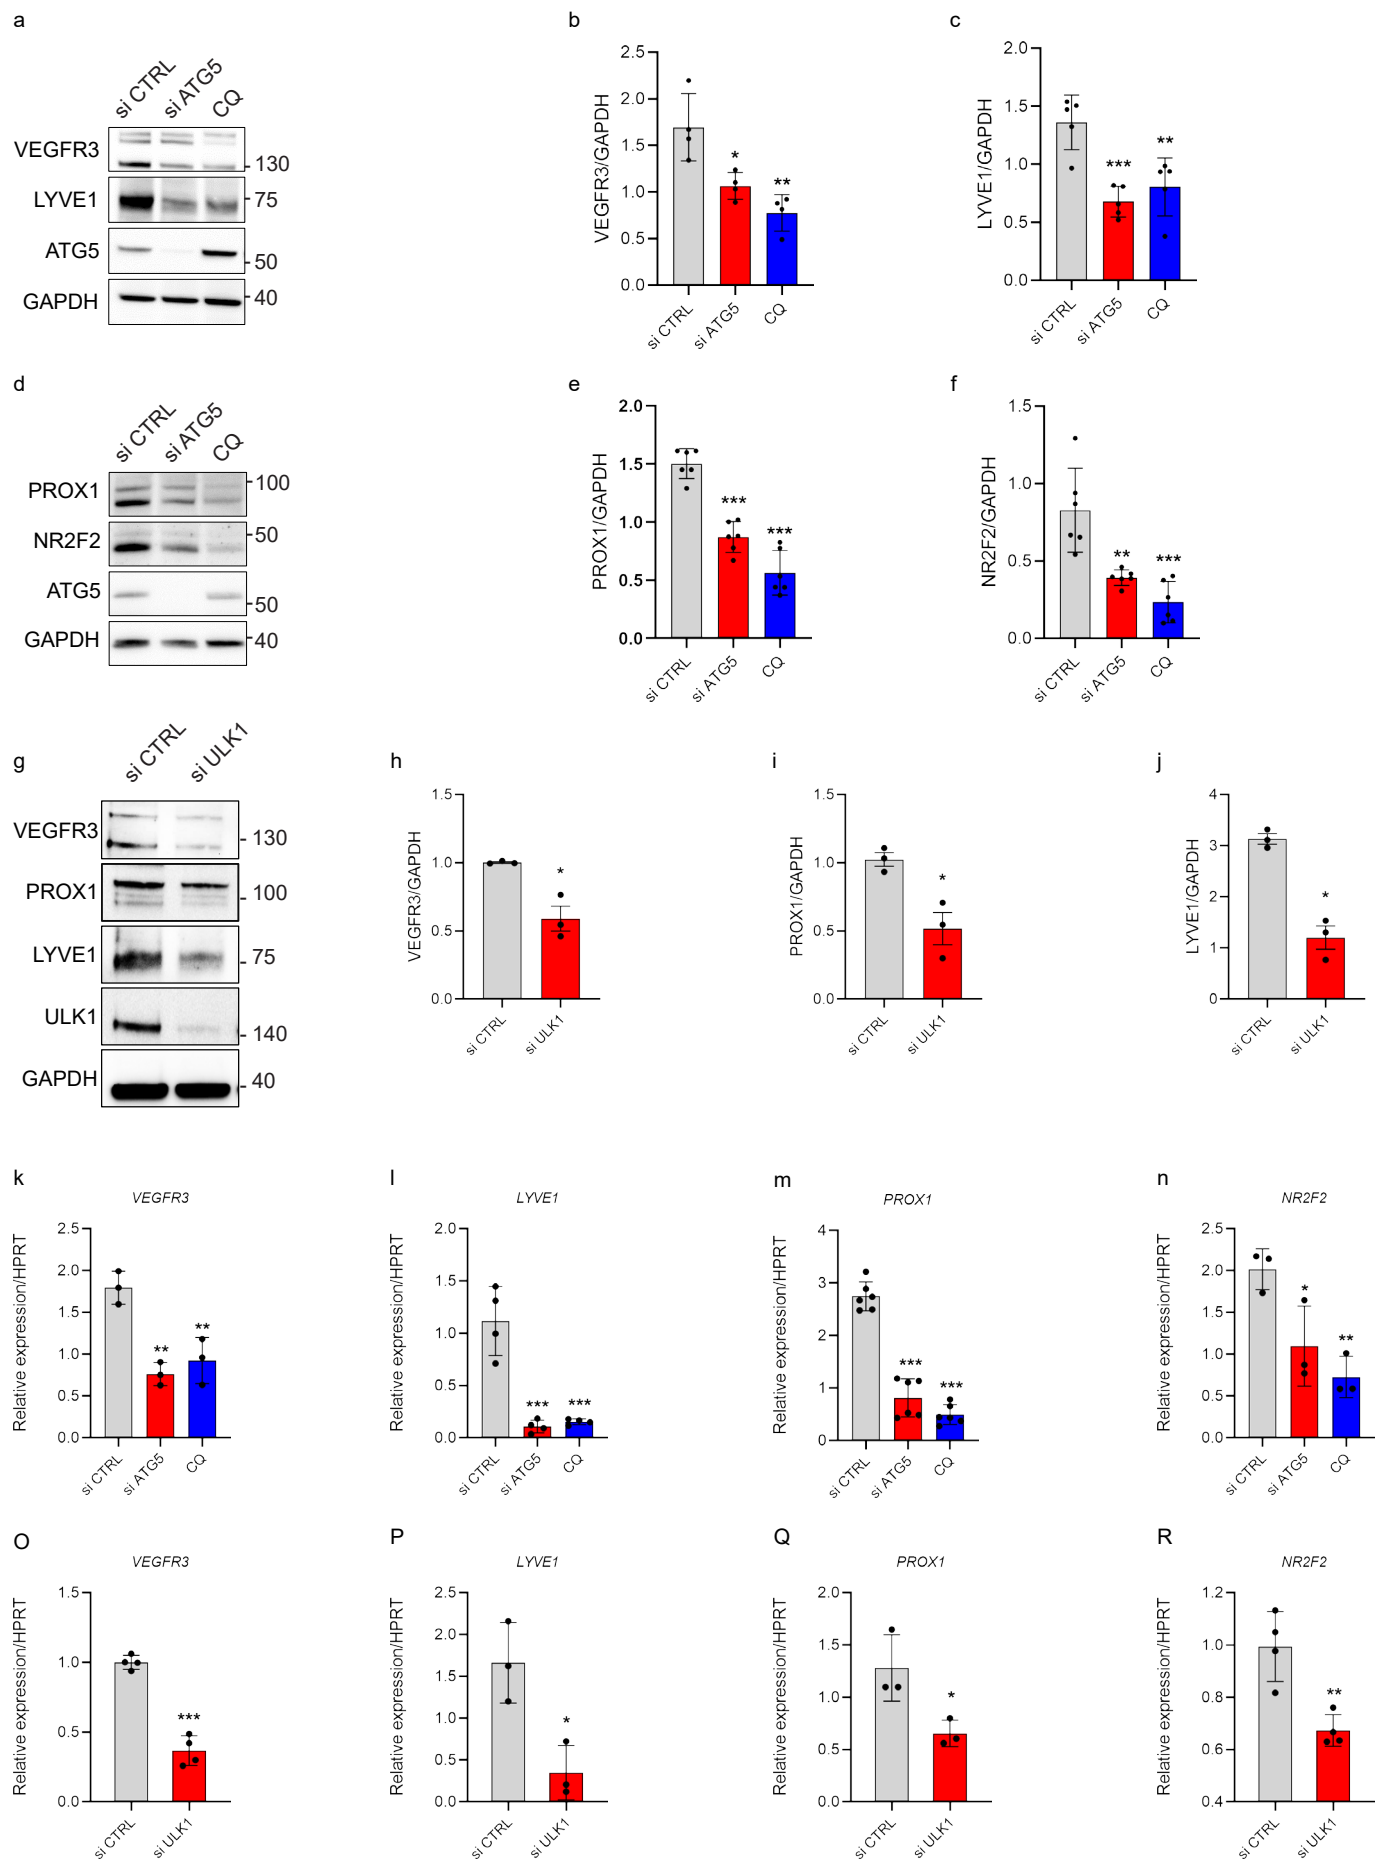 a
si CTRL
si ATG5
CQ
VEGFR3
130
LYVE1
75
ATG5
50
GAPDH
40
b
VEGFR3/GAPDH
2.5
2.0
1.5
1.0
0.5
0.0
*
**
si CTRL
si ATG5
CQ
c
LYVE1/GAPDH
2.0
1.5
1.0
0.5
0.0
***
**
si CTRL
si ATG5
CQ
d
si CTRL
si ATG5
CQ
PROX1
100
NR2F2
50
ATG5
50
GAPDH
40
e
PROX1/GAPDH
2.0
1.5
1.0
0.5
0.0
***
***
si CTRL
si ATG5
CQ
f
NR2F2/GAPDH
1.5
1.0
0.5
0.0
**
***
si CTRL
si ATG5
CQ
g
si CTRL
si ULK1
VEGFR3
130
PROX1
100
LYVE1
75
ULK1
140
GAPDH
40
h
VEGFR3/GAPDH
1.5
1.0
0.5
0.0
*
si CTRL
si ULK1
i
PROX1/GAPDH
1.5
1.0
0.5
0.0
*
si CTRL
si ULK1
j
LYVE1/GAPDH
4
3
2
1
0
*
si CTRL
si ULK1
k
VEGFR3
Relative expression/HPRT
2.5
2.0
1.5
1.0
0.5
0.0
**
**
si CTRL
si ATG5
CQ
l
LYVE1
Relative expression/HPRT
2.0
1.5
1.0
0.5
0.0
***
***
si CTRL
si ATG5
CQ
m
PROX1
Relative expression/HPRT
4
3
2
1
0
***
***
si CTRL
si ATG5
CQ
n
NR2F2
Relative expression/HPRT
2.5
2.0
1.5
1.0
0.5
0.0
*
**
si CTRL
si ATG5
CQ
O
VEGFR3
Relative expression/HPRT
1.5
1.0
0.5
0.0
***
si CTRL
si ULK1
P
LYVE1
Relative expression/HPRT
2.5
2.0
1.5
1.0
0.5
0.0
*
si CTRL
si ULK1
Q
PROX1
Relative expression/HPRT
2.0
1.5
1.0
0.5
0.0
*
si CTRL
si ULK1
R
NR2F2
Relative expression/HPRT
1.2
1.0
0.8
0.6
0.4
**
si CTRL
si ULK1